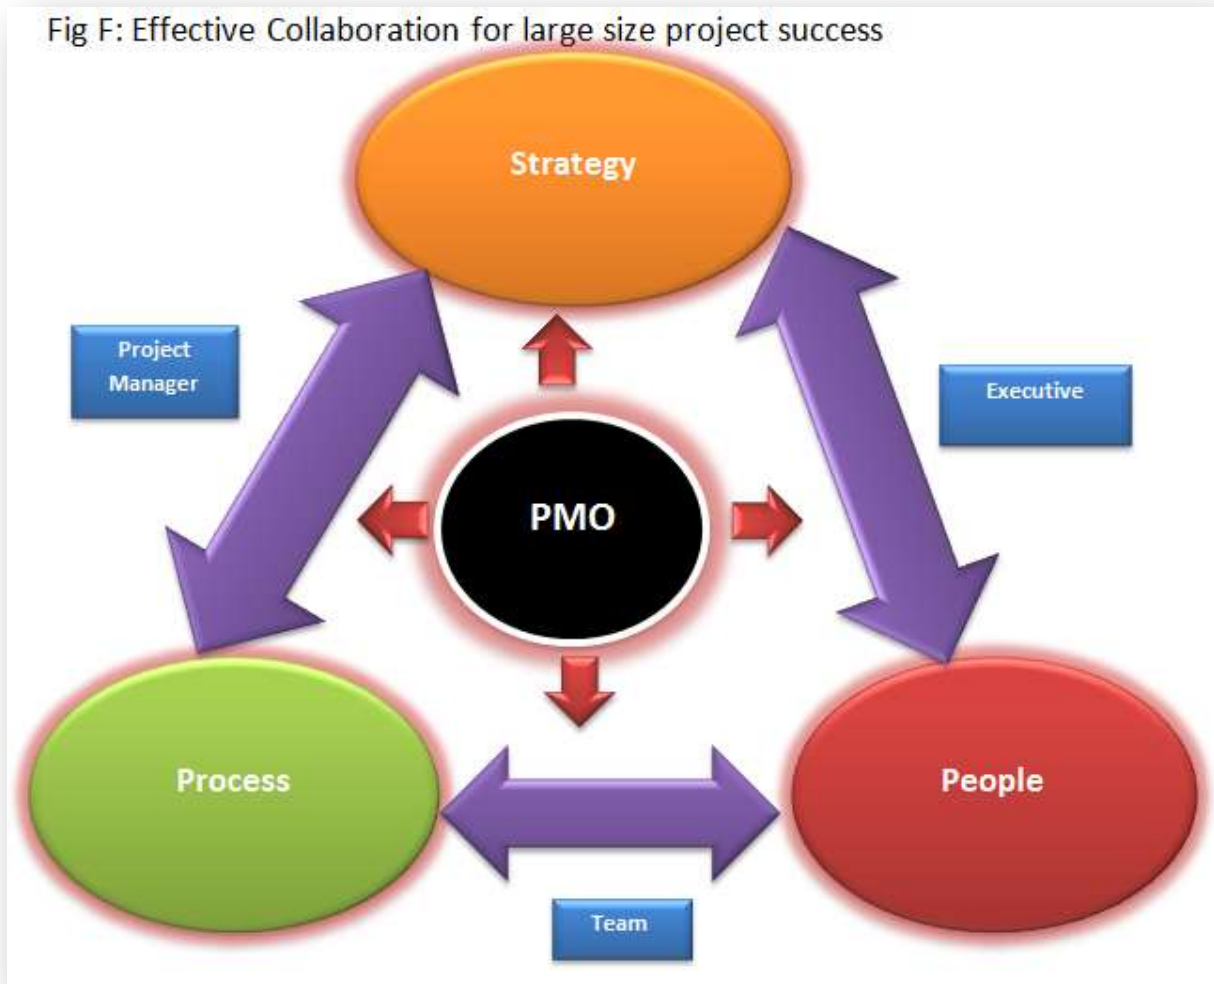 Fig F: Effective Collaboration for large size project success
Strategy
Project
Manager
Executive
PMO
Process
People
Team